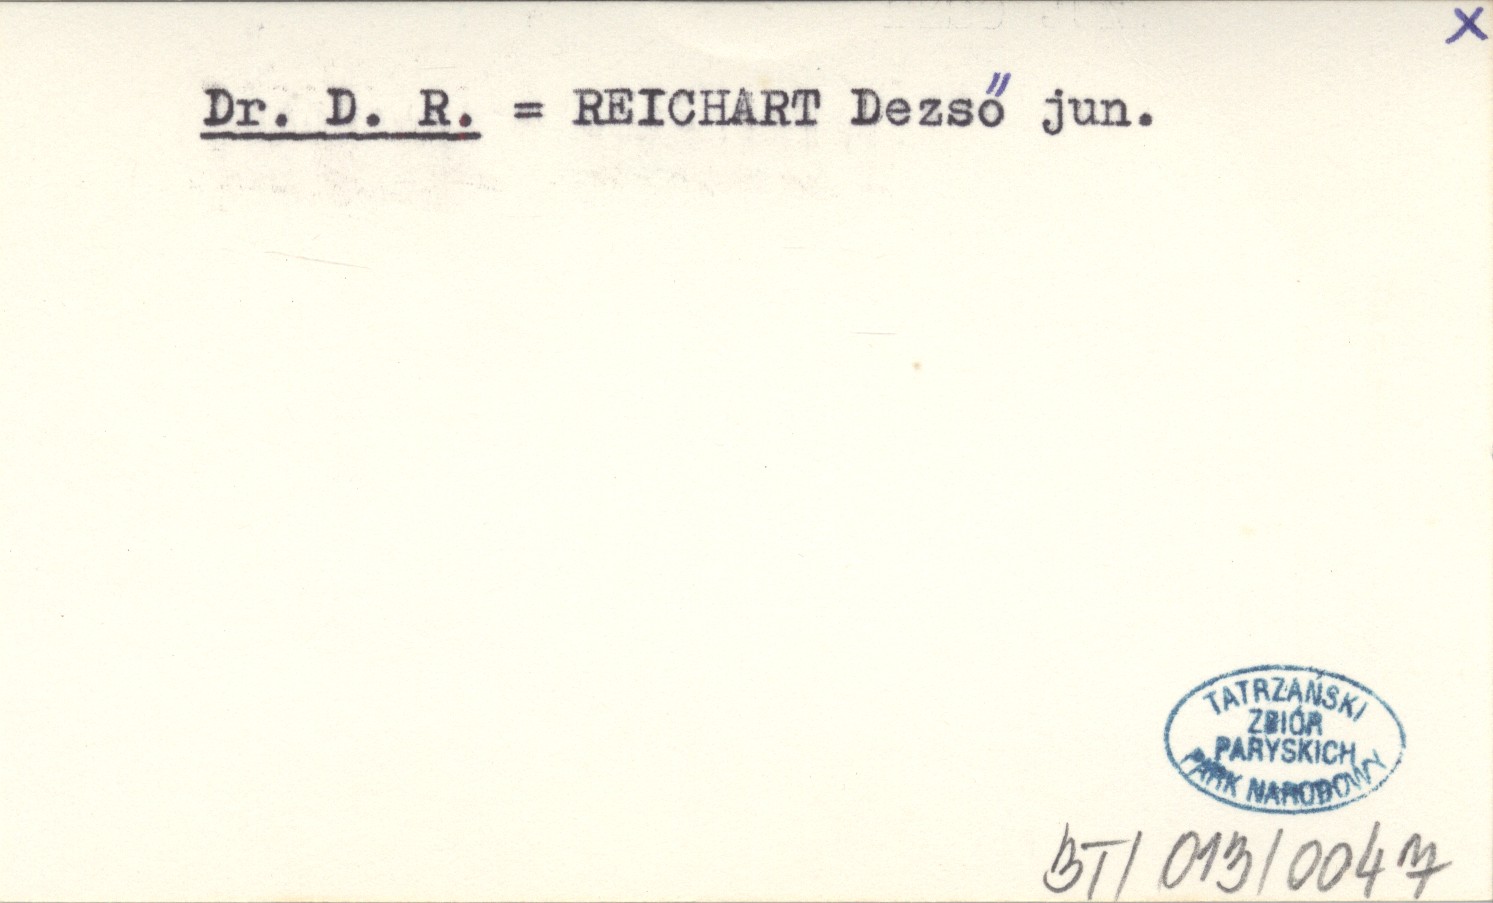 x
Dr. D. R. = REICHART Dezső jun.
TATRZAŃSKI
ZBIÓR
PARYSKICH
PARK NARODOWY
BT/013/0047